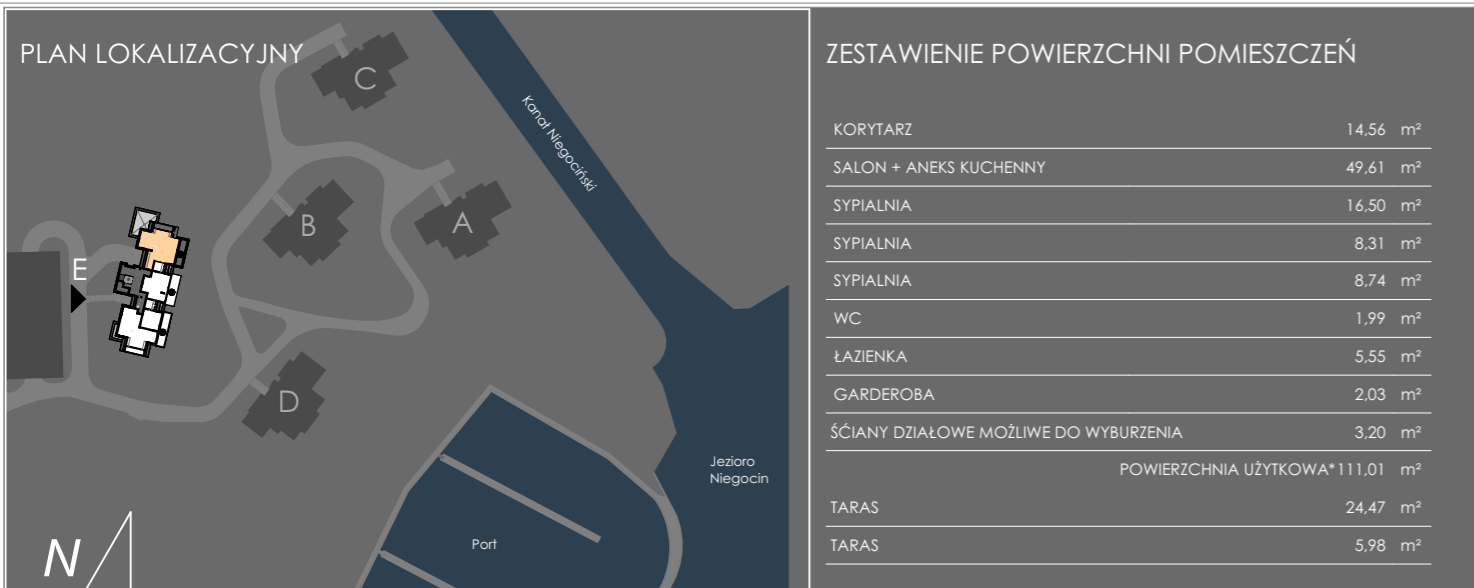 PLAN LOKALIZACYJNY
C
Kanał Niegociński
B
A
E
D
Jezioro
Niegocin
Port
N
ZESTAWIENIE POWIERZCHNI POMIESZCZEŃ
KORYTARZ 14,56 m²
SALON + ANEKS KUCHENNY 49,61 m²
SYPIALNIA 16,50 m²
SYPIALNIA 8,31 m²
SYPIALNIA 8,74 m²
WC 1,99 m²
ŁAZIENKA 5,55 m²
GARDEROBA 2,03 m²
ŚĆIANY DZIAŁOWE MOŻLIWE DO WYBURZENIA 3,20 m²
POWIERZCHNIA UŻYTKOWA* 111,01 m²
TARAS 24,47 m²
TARAS 5,98 m²